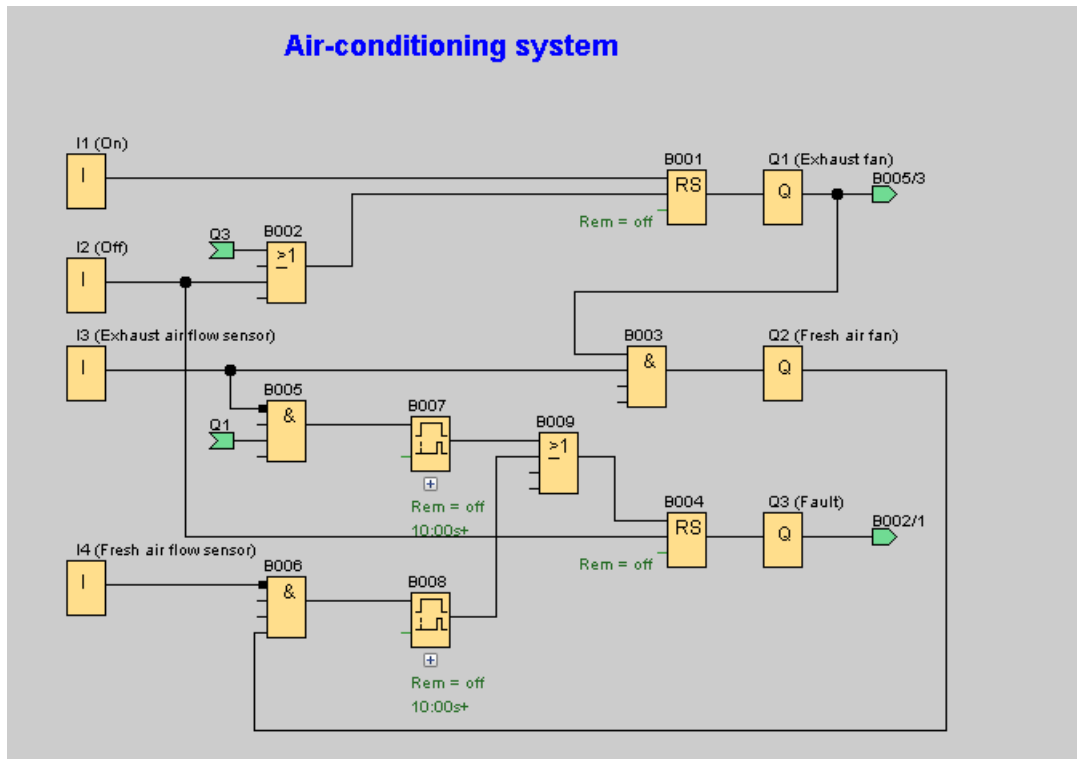 Air-conditioning system
I1 (On)
I
B001
RS
Rem = off
Q1 (Exhaust fan)
Q
B005/3
I2 (Off)
I
Q3
B002
>1
I3 (Exhaust air flow sensor)
I
B003
&
Q2 (Fresh air fan)
Q
B005
&
Q1
B007
Rem = off
10:00s+
B009
>1
B004
RS
Rem = off
Q3 (Fault)
Q
B002/1
I4 (Fresh air flow sensor)
I
B006
&
B008
Rem = off
10:00s+